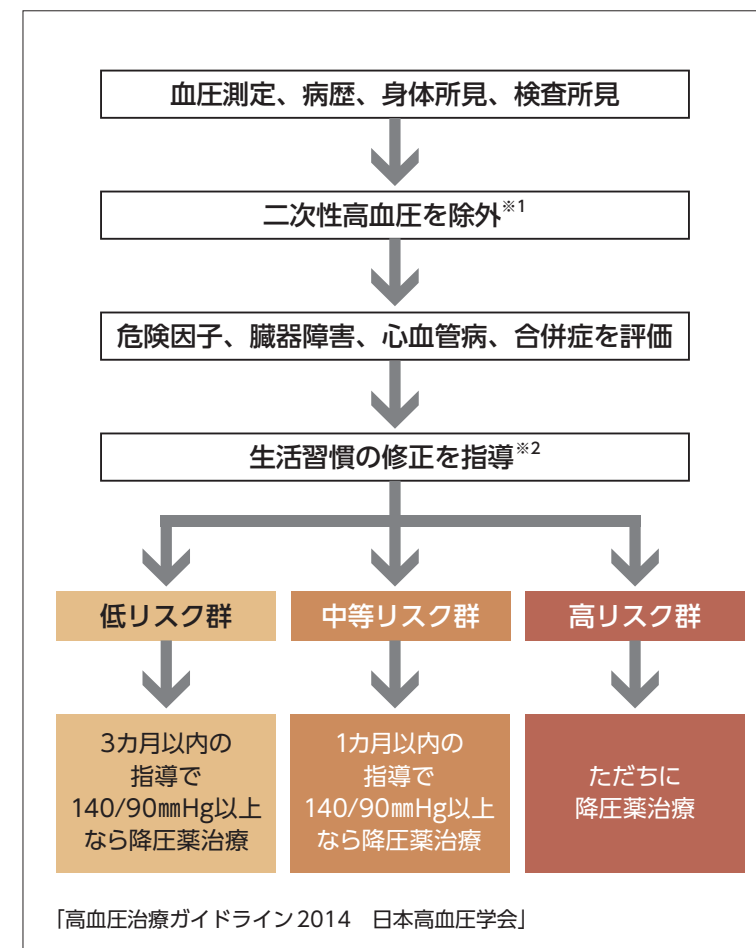 血圧測定、病歴、身体所見、検査所見
二次性高血圧を除外※1
危険因子、臓器障害、心血管病、合併症を評価
生活習慣の修正を指導※2
低リスク群
中等リスク群
高リスク群
3カ月以内の
指導で
140/90㎜Hg以上
なら降圧薬治療
1カ月以内の
指導で
140/90㎜Hg以上
なら降圧薬治療
ただちに
降圧薬治療
「高血圧治療ガイドライン2014　日本高血圧学会」